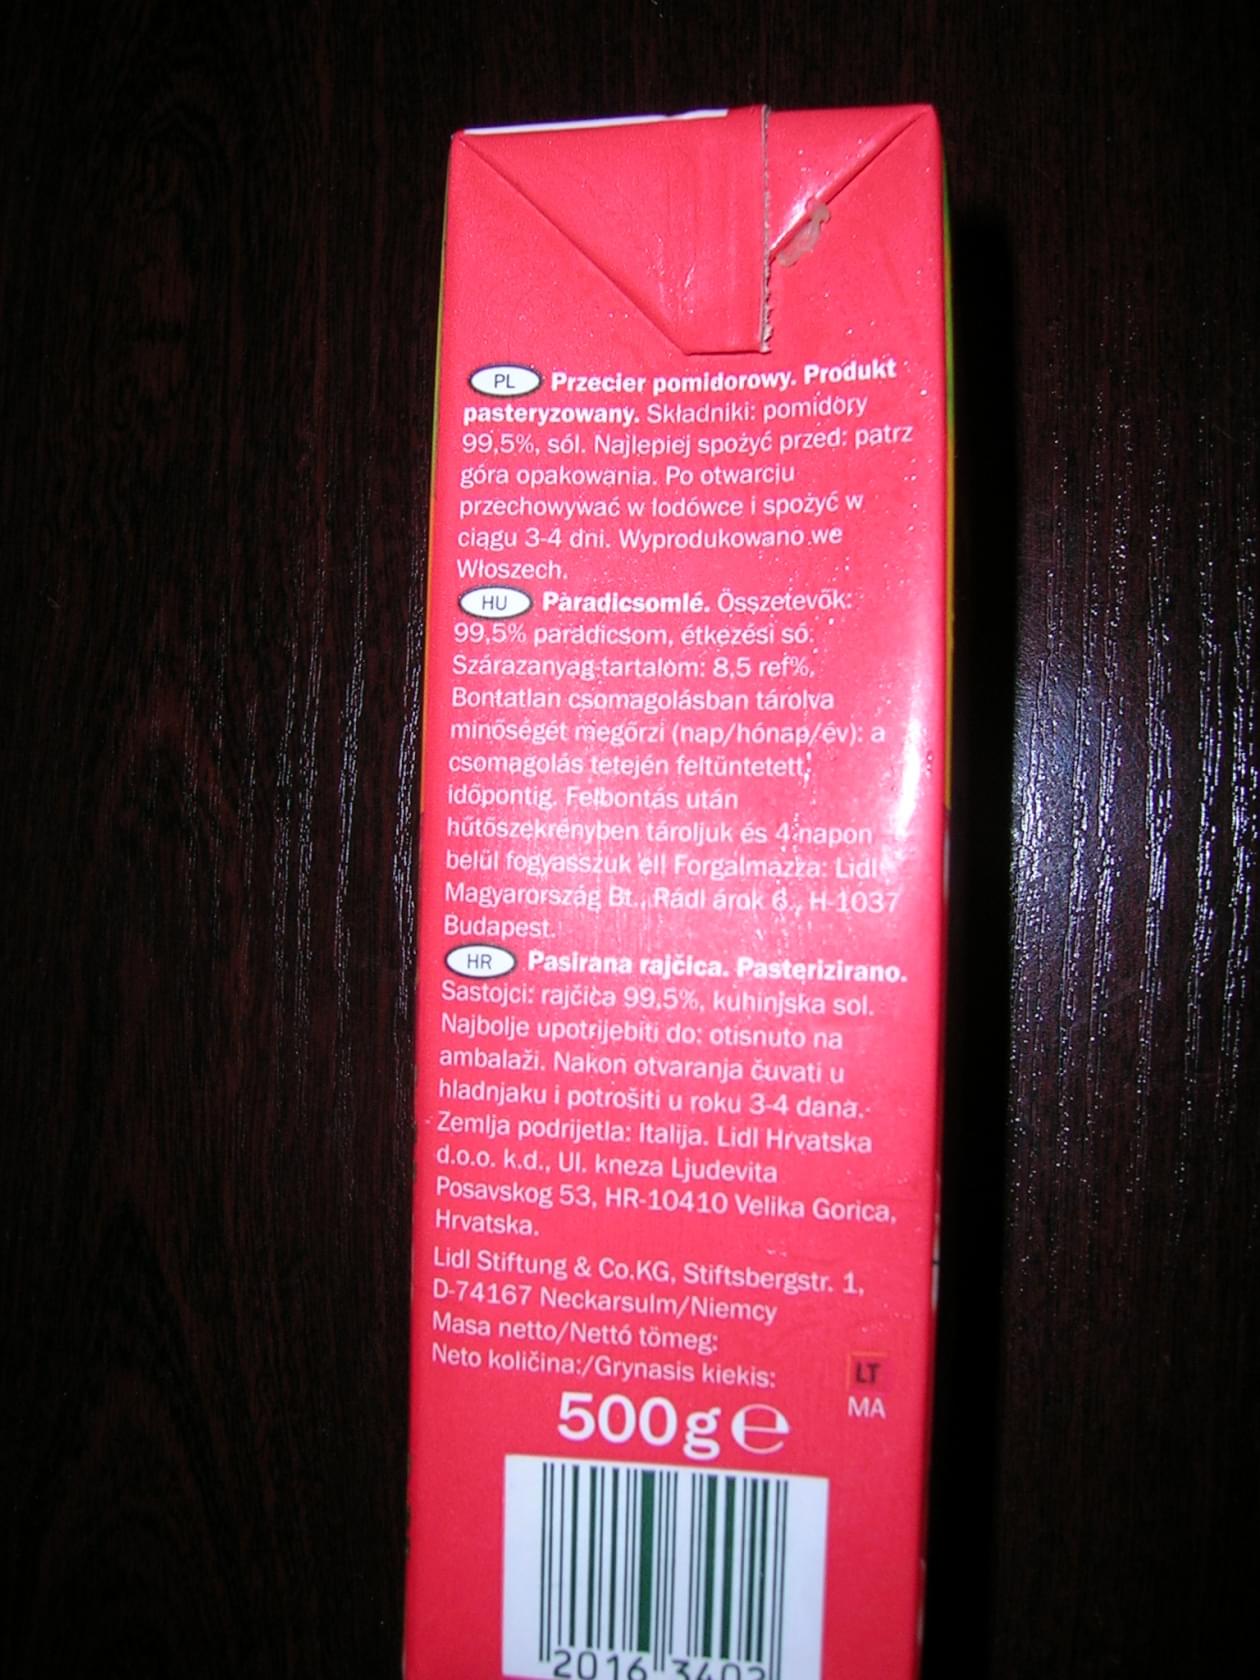 PL Przecier pomidorowy. Produkt
pasteryzowany. Składniki: pomidory
99,5%, sól. Najlepiej spożyć przed: patrz
góra opakowania. Po otwarciu
przechowywać w lodówce i spożyć w
ciągu 3-4 dni. Wyprodukowano we
Włoszech.
HU Paradicsomlé. Összetevők:
99,5% paradicsom, étkezési só.
Szárazanyag-tartalom: 8,5 ref%.
Bontatlan csomagolásban tárolva
minőségét megőrzi (nap/hónap/év): a
csomagolás tetején feltüntetett
időpontig. Felbontás után
hűtőszekrényben tároljuk és 4 napon
belül fogyasszuk el! Forgalmazza: Lidl
Magyarország Bt., Rádl árok 6., H-1037
Budapest.
HR Pasirana rajčica. Pasterizirano.
Sastojci: rajčica 99,5%, kuhinjska sol.
Najbolje upotrijebiti do: otisnuto na
ambalaži. Nakon otvaranja čuvati u
hladnjaku i potrošiti u roku 3-4 dana.
Zemlja podrijetla: Italija. Lidl Hrvatska
d.o.o. k.d., Ul. kneza Ljudevita
Posavskog 53, HR-10410 Velika Gorica,
Hrvatska.
Lidl Stiftung & Co.KG, Stiftsbergstr. 1,
D-74167 Neckarsulm/Niemcy
Masa netto/Nettó tömeg:
Neto količina:/Grynasis kiekis:
LT
MA
500g e
2016 3402